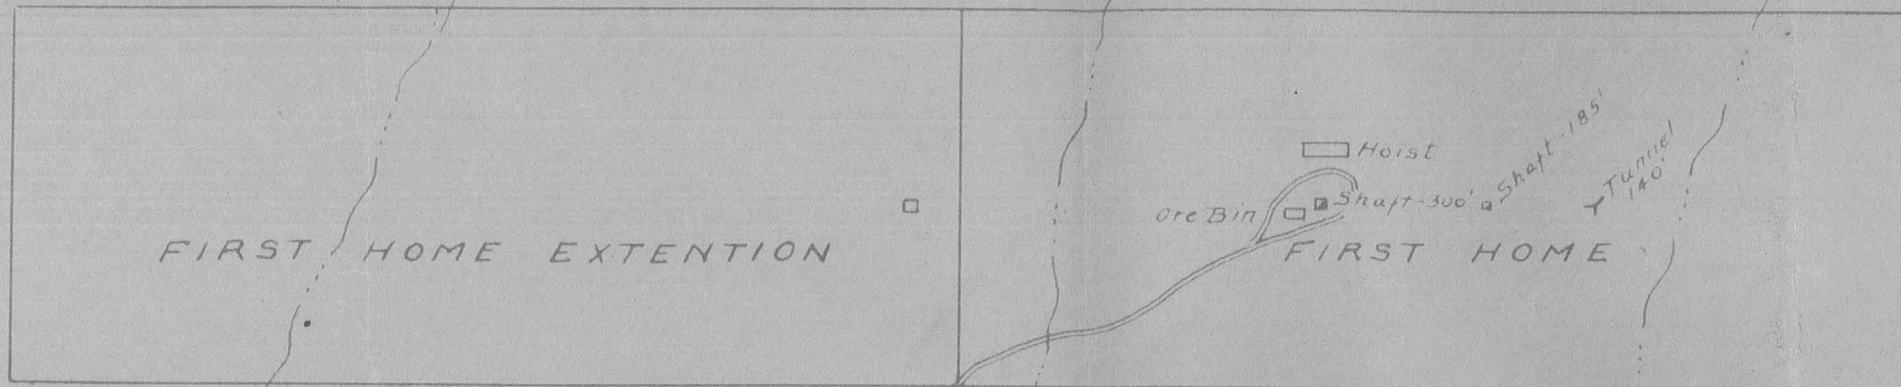 FIRST HOME EXTENTION
Hoist
Ore Bin
Shaft-300'
Shaft-185'
Tunnel
140'
FIRST HOME